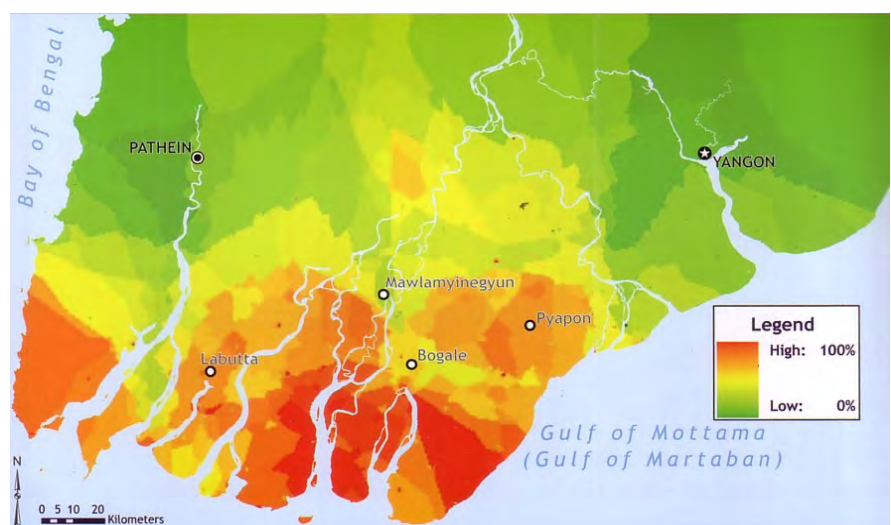 Bay of Bengal
PATHEIN
YANGON
Mawlamyinegyun
Pyapon
Labutta
Bogale
Legend
High: 100%
Low: 0%
Gulf of Mottama
(Gulf of Martaban)
N
0 5 10 20
Kilometers